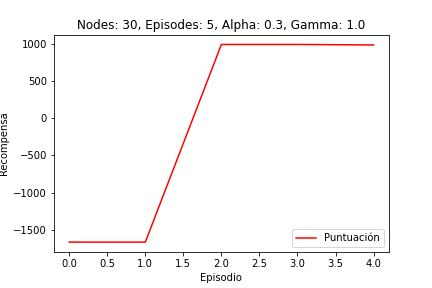 Nodes: 30, Episodes: 5, Alpha: 0.3, Gamma: 1.0
Recompensa
1000
500
0
−500
−1000
−1500
Puntuación
0.0 0.5 1.0 1.5 2.0 2.5 3.0 3.5 4.0
Episodio